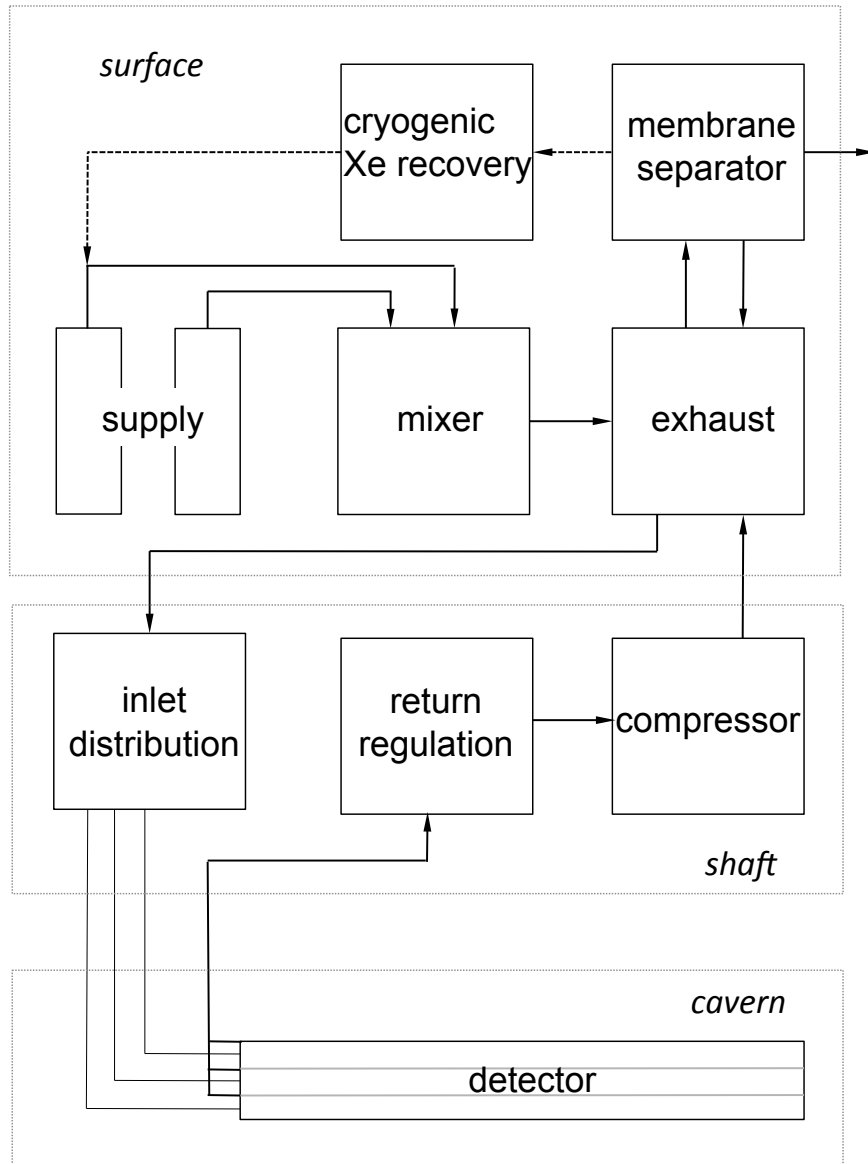 surface
cryogenic
Xe recovery
membrane
separator
supply
mixer
exhaust
inlet
distribution
return
regulation
compressor
shaft
cavern
detector